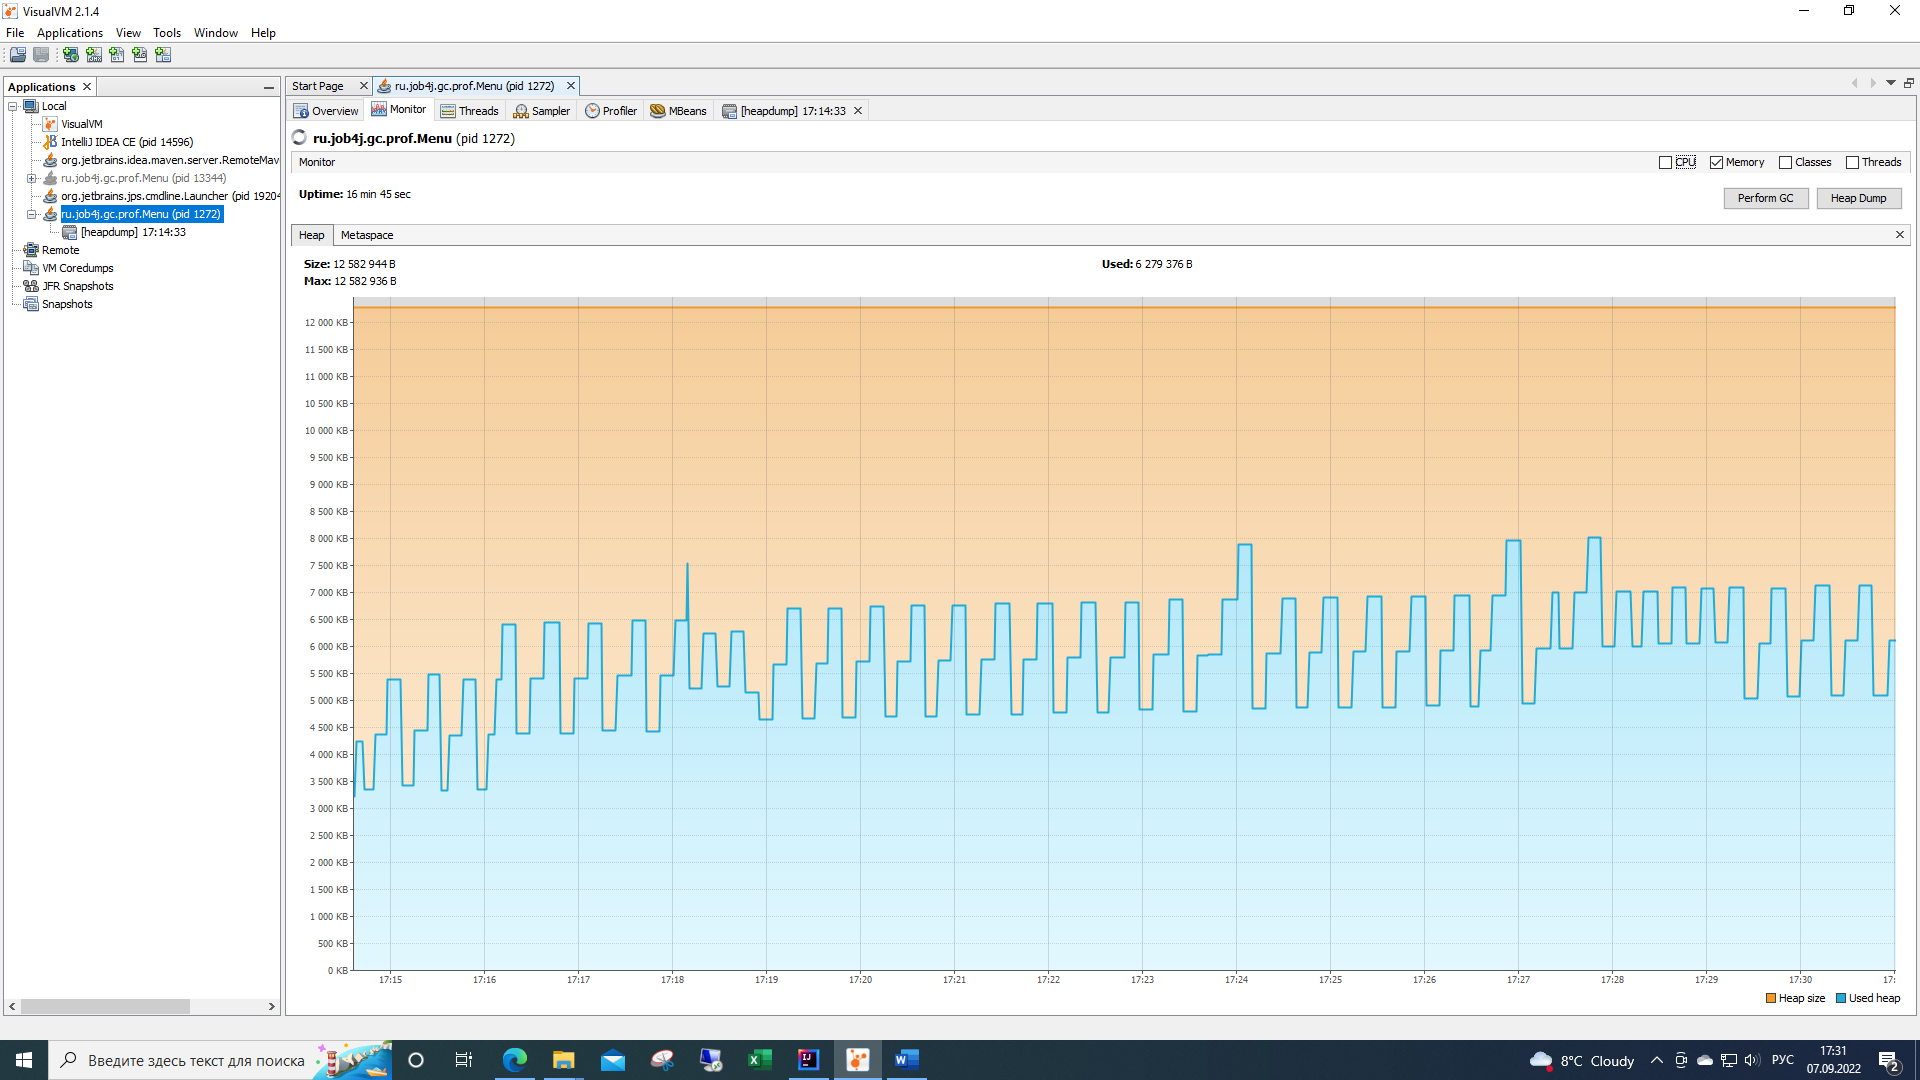 VisualVM 2.1.4
File Applications View Tools Window Help
Applications
Local
VisualVM
IntelliJ IDEA CE (pid 14596)
org.jetbrains.idea.maven.server.RemoteMav
ru.job4j.gc.prof.Menu (pid 13344)
org.jetbrains.jps.cmdline.Launcher (pid 19204
ru.job4j.gc.prof.Menu (pid 1272)
[heapdump] 17:14:33
Remote
VM Coredumps
JFR Snapshots
Snapshots
Start Page ru.job4j.gc.prof.Menu (pid 1272)
Overview Monitor Threads Sampler Profiler MBeans [heapdump] 17:14:33
ru.job4j.gc.prof.Menu (pid 1272)
Monitor CPU Memory Classes Threads
Uptime: 16 min 45 sec
Perform GC Heap Dump
Heap Metaspace
Size: 12 582 944 B Used: 6 279 376 B
Max: 12 582 936 B
12 000 KB
11 500 KB
11 000 KB
10 500 KB
10 000 KB
9 500 KB
9 000 KB
8 500 KB
8 000 KB
7 500 KB
7 000 KB
6 500 KB
6 000 KB
5 500 KB
5 000 KB
4 500 KB
4 000 KB
3 500 KB
3 000 KB
2 500 KB
2 000 KB
1 500 KB
1 000 KB
500 KB
0 KB
17:15 17:16 17:17 17:18 17:19 17:20 17:21 17:22 17:23 17:24 17:25 17:26 17:27 17:28 17:29 17:30 17:
Heap size Used heap
Введите здесь текст для поиска
8°C Cloudy РУС 17:31
07.09.2022 2